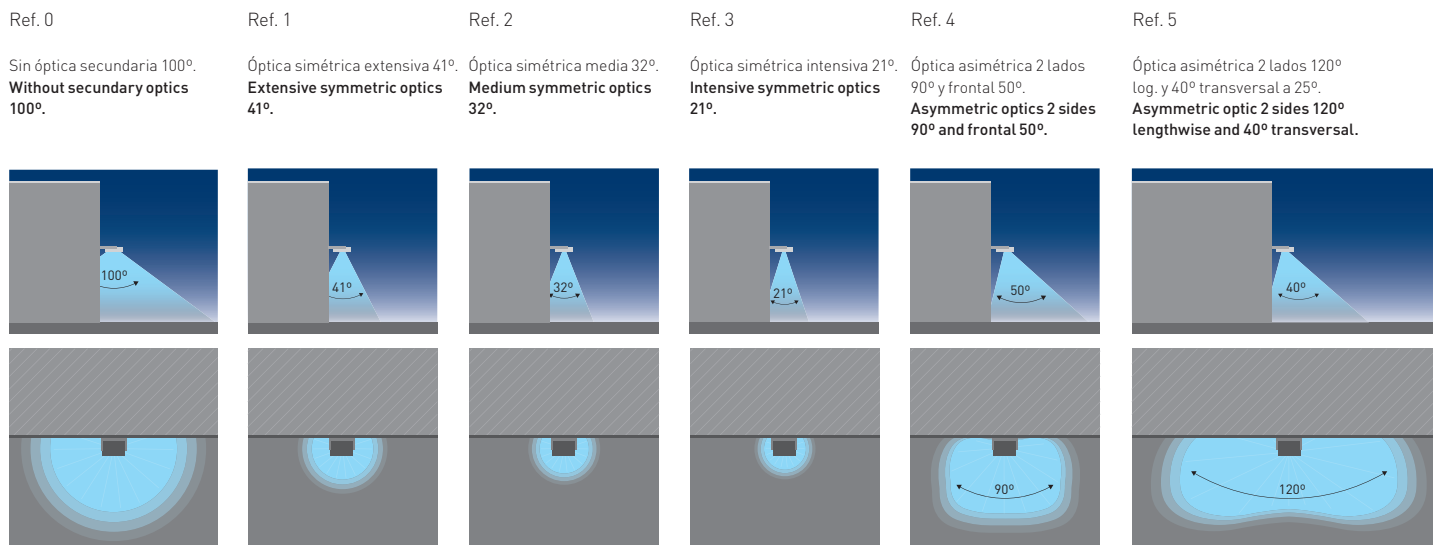 Ref. 0
Sin óptica secundaria 100º.
Without secondary optics
100º.
Ref. 1
Óptica simétrica extensiva 41º.
Extensive symmetric optics
41º.
Ref. 2
Óptica simétrica media 32º.
Medium symmetric optics
32º.
Ref. 3
Óptica simétrica intensiva 21º.
Intensive symmetric optics
21º.
Ref. 4
Óptica asimétrica 2 lados
90º y frontal 50º.
Asymmetric optics 2 sides
90º and frontal 50º.
Ref. 5
Óptica asimétrica 2 lados 120º
log. y 40º transversal a 25º.
Asymmetric optic 2 sides 120º
lengthwise and 40º transversal.
100º
41º
32º
21º
50º
40º
90º
120º